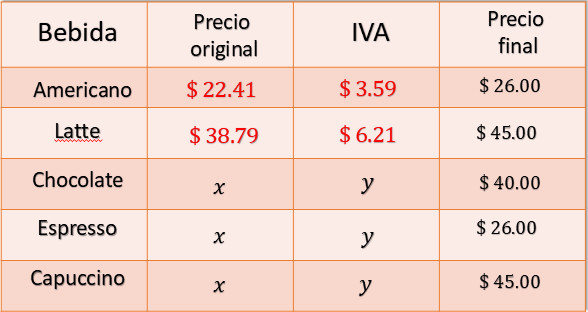 Bebida Precio original IVA Precio final
Americano $ 22.41 $ 3.59 $ 26.00
Latte $ 38.79 $ 6.21 $ 45.00
Chocolate x y $ 40.00
Espresso x y $ 26.00
Capuccino x y $ 45.00